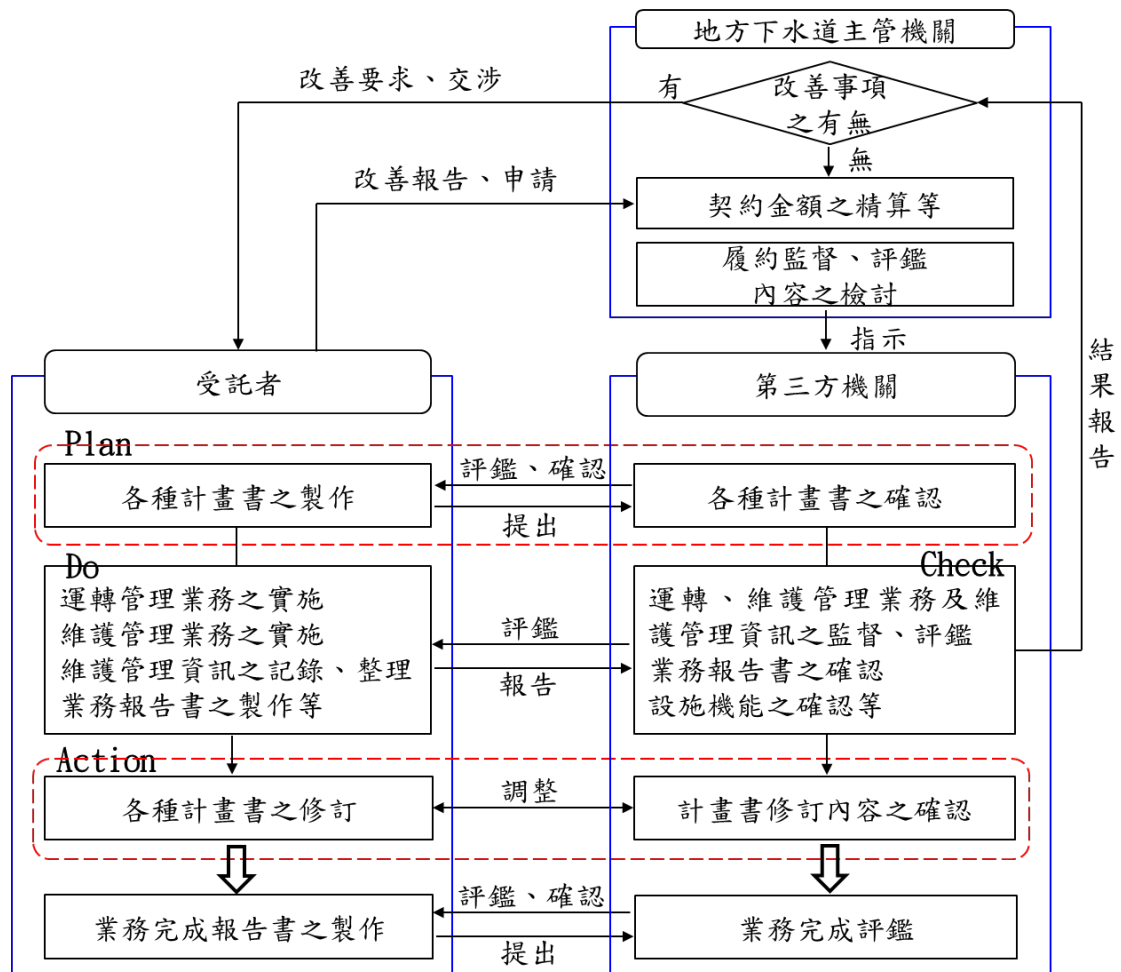 地方下水道主管機關
改善要求、交涉
有
改善事項
之有無
無
改善報告、申請
契約金額之精算等
履約監督、評鑑
內容之檢討
指示
結果報告
受託者
第三方機關
Plan
各種計畫書之製作
評鑑、確認
提出
各種計畫書之確認
Do
運轉管理業務之實施
維護管理業務之實施
維護管理資訊之記錄、整理
業務報告書之製作等
評鑑
報告
Check
運轉、維護管理業務及維
護管理資訊之監督、評鑑
業務報告書之確認
設施機能之確認等
Action
各種計畫書之修訂
調整
計畫書修訂內容之確認
業務完成報告書之製作
評鑑、確認
提出
業務完成評鑑